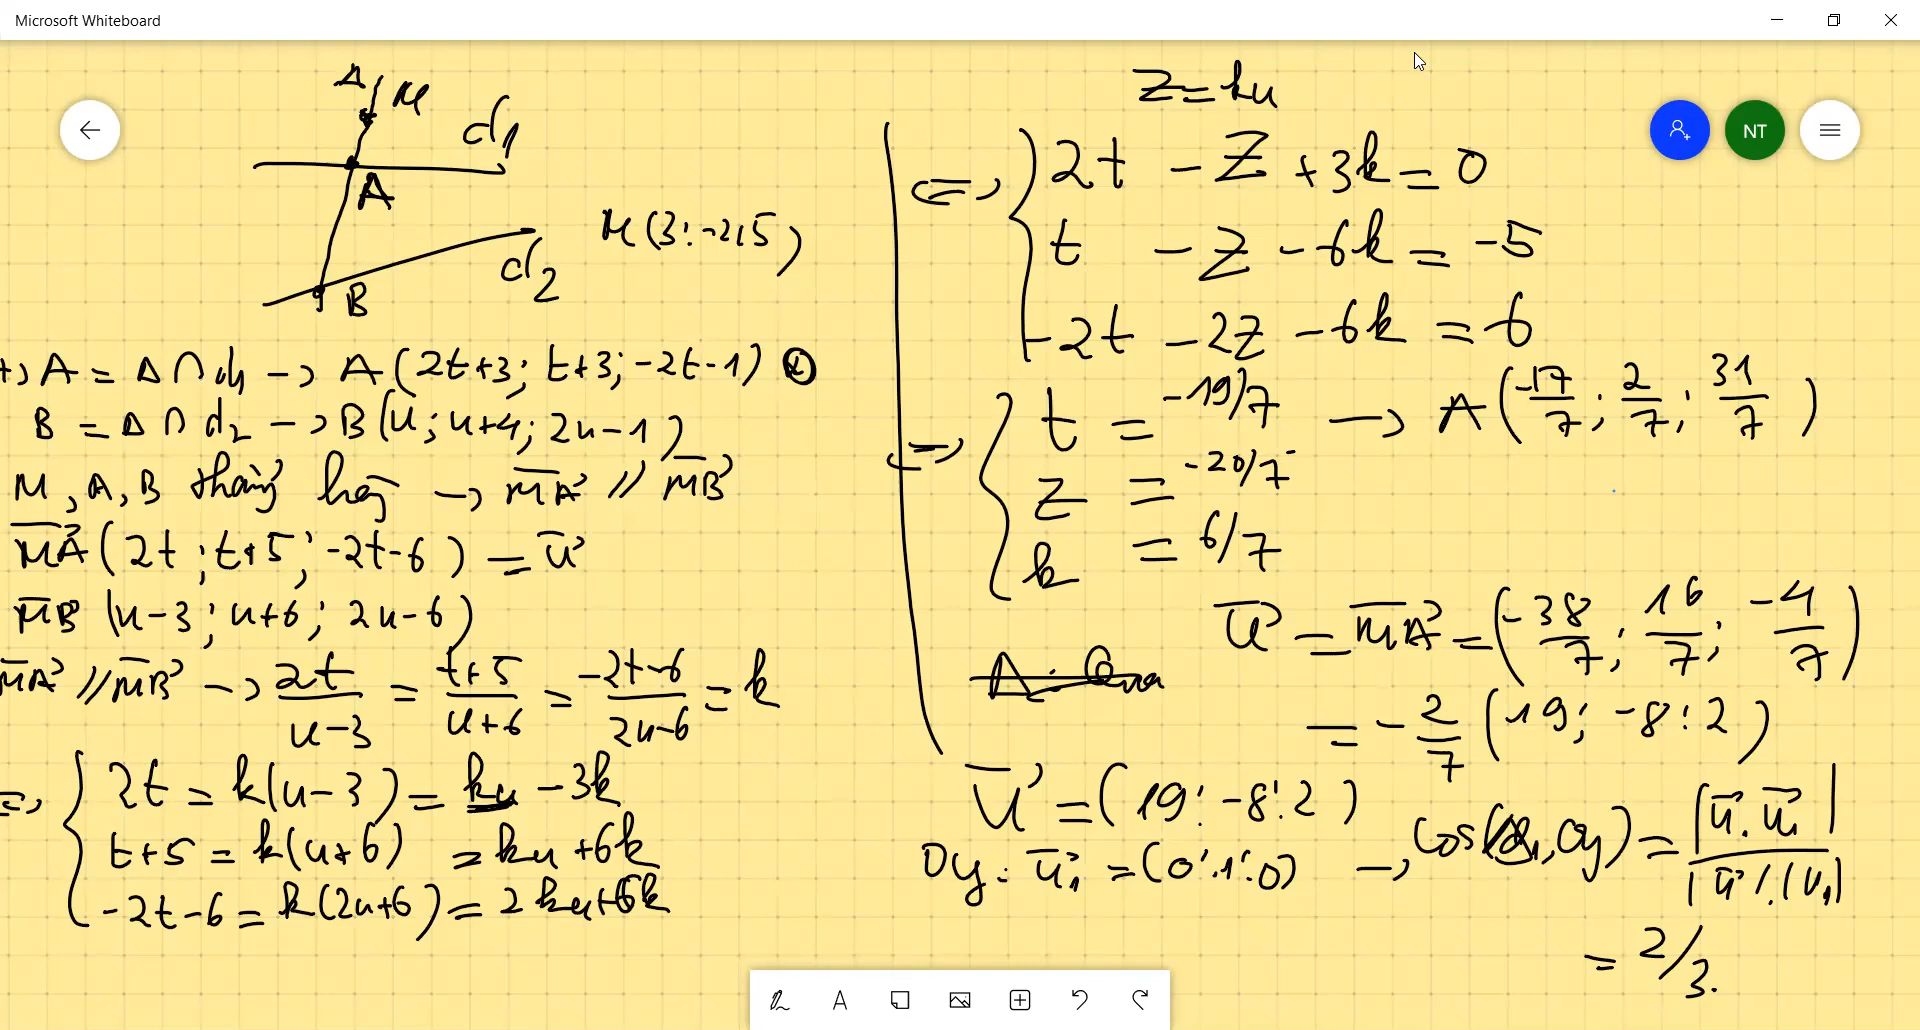 Microsoft Whiteboard
NT
Δ M
d1
A
M(3;-2;5)
d2
B
+) A = Δ ∩ d1 -> A(2t+3; t+3; -2t-1)
B = Δ ∩ d2 -> B(u; u+4; 2u-1)
M, A, B thẳng hàng -> MA // MB
MA(2t; t+5; -2t-6) = u
MB(u-3; u+6; 2u-6)
MA // MB -> 2t/(u-3) = (t+5)/(u+6) = (-2t-6)/(2u-6) = k
=> { 2t = k(u-3) = ku - 3k
t+5 = k(u+6) = ku + 6k
-2t-6 = k(2u+6) = 2ku+6k
z = ku
<=> { 2t - z + 3k = 0
t - z - 6k = -5
-2t - 2z - 6k = 6
<=> { t = -19/7 -> A(-17/7; 2/7; 31/7)
z = -20/7
k = 6/7
u = MA = (-38/7; 16/7; -4/7)
Δ: Qua
= -2/7 (19; -8; 2)
u = (19; -8; 2)
Oy: u1 = (0; 1; 0) -> cos(d1, Oy) = |u.u1| / |u|.|u1|
= 2/3.